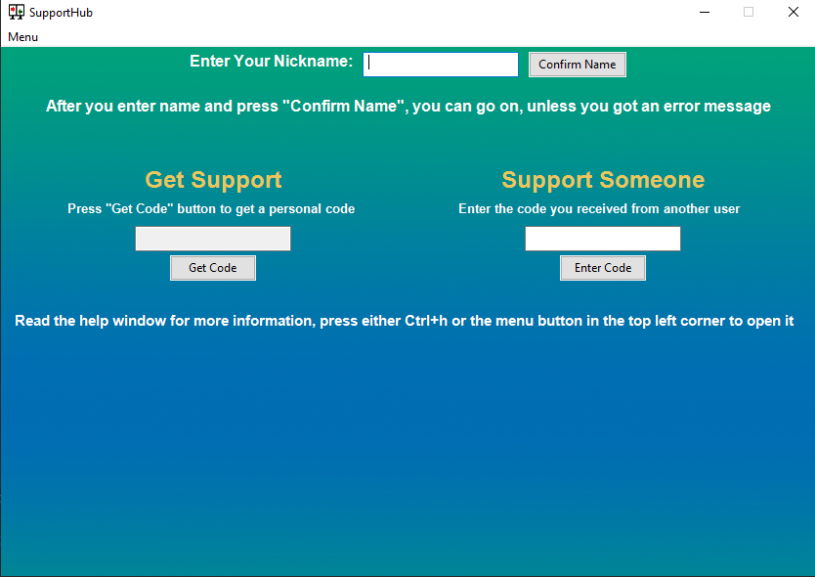 SupportHub
Menu
Enter Your Nickname:
Confirm Name
After you enter name and press "Confirm Name", you can go on, unless you got an error message
Get Support
Press "Get Code" button to get a personal code
Get Code
Support Someone
Enter the code you received from another user
Enter Code
Read the help window for more information, press either Ctrl+h or the menu button in the top left corner to open it